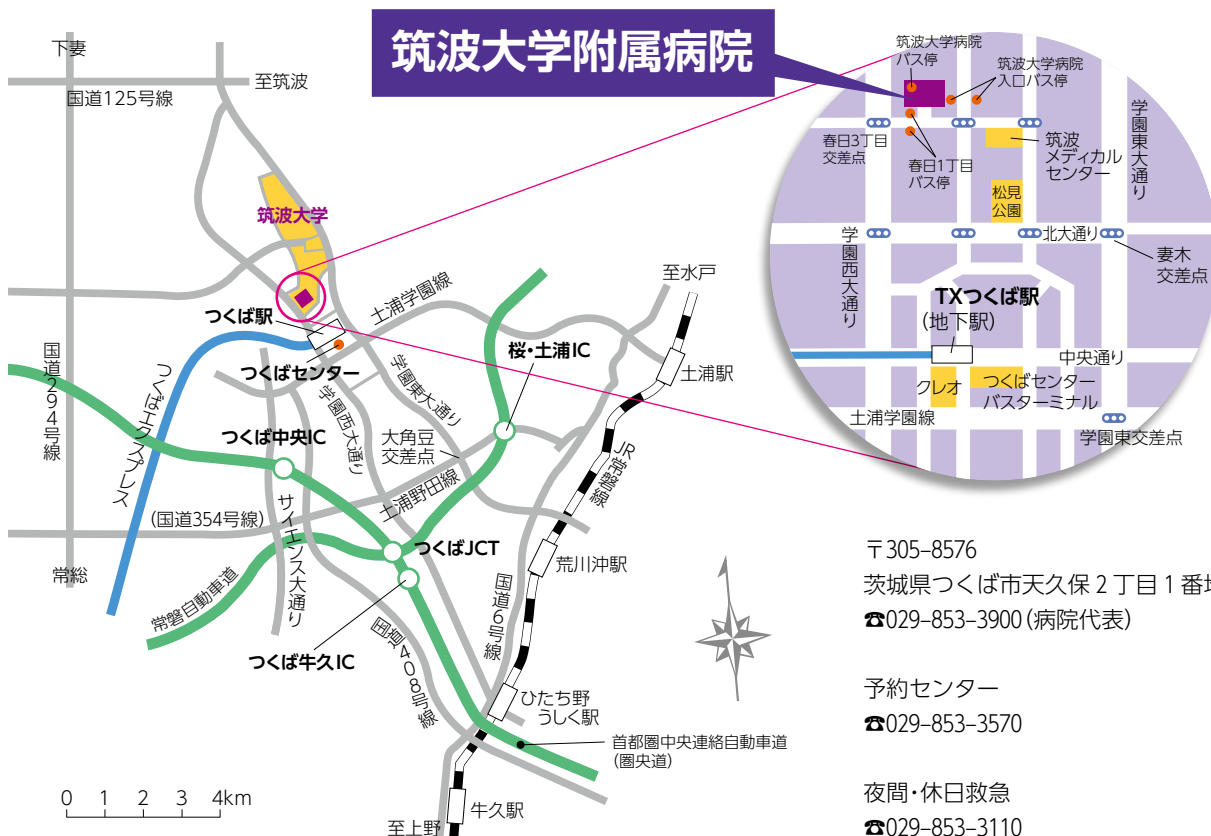 筑波大学附属病院
下妻
国道125号線
至筑波
筑波大学
つくば駅
つくばセンター
土浦学園線
至水戸
桜・土浦IC
土浦駅
国道294号線
つくばエクスプレス
つくば中央IC
学園西大通り
学園東大通り
大角豆
交差点
土浦野田線
JR常磐線
(国道354号線)
サイエンス大通り
つくばJCT
荒川沖駅
常総
常磐自動車道
つくば牛久IC
国道408号線
国道6号線
ひたち野
うしく駅
首都圏中央連絡自動車道
(圏央道)
牛久駅
至上野
0 1 2 3 4km
筑波大学病院
バス停
筑波大学病院
入口バス停
春日3丁目
交差点
春日1丁目
バス停
筑波
メディカル
センター
学園東大通り
松見
公園
学園西大通り
北大通り
妻木
交差点
TXつくば駅
(地下駅)
中央通り
クレオ
つくばセンター
バスターミナル
土浦学園線
学園東交差点
〒305–8576
茨城県つくば市天久保2丁目1番
☎029–853–3900(病院代表)
予約センター
☎029–853–3570
夜間・休日救急
☎029–853–3110